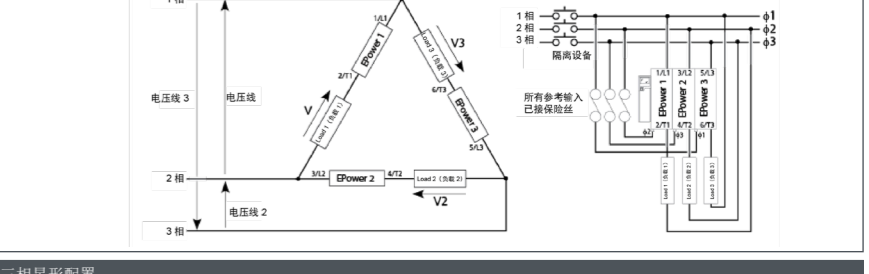 1 相
1/L1
EPower 1
2/T1
V
Load 1 (负载 1)
Load 3 (负载 3)
V3
6/T3
EPower 3
5/L3
电压线 3
电压线
2 相
3/L2
EPower 2
4/T2
Load 2 (负载 2)
V2
电压线 2
3 相
1 相
2 相
3 相
ϕ1
ϕ2
ϕ3
隔离设备
所有参考输入
已接保险丝
1/L1 3/L2 5/L3
EPower 1
EPower 2
EPower 3
2/T1 4/T2 6/T3
ϕ2
ϕ3
ϕ1
Load 1 (负载 1)
Load 2 (负载 2)
Load 3 (负载 3)
三相星形配置